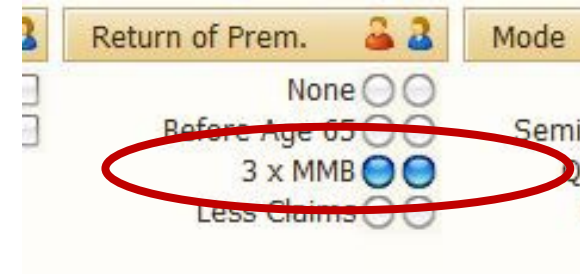 Return of Prem. Mode
None
Before Age 65 Semi
3 x MMB Q
Less Claims